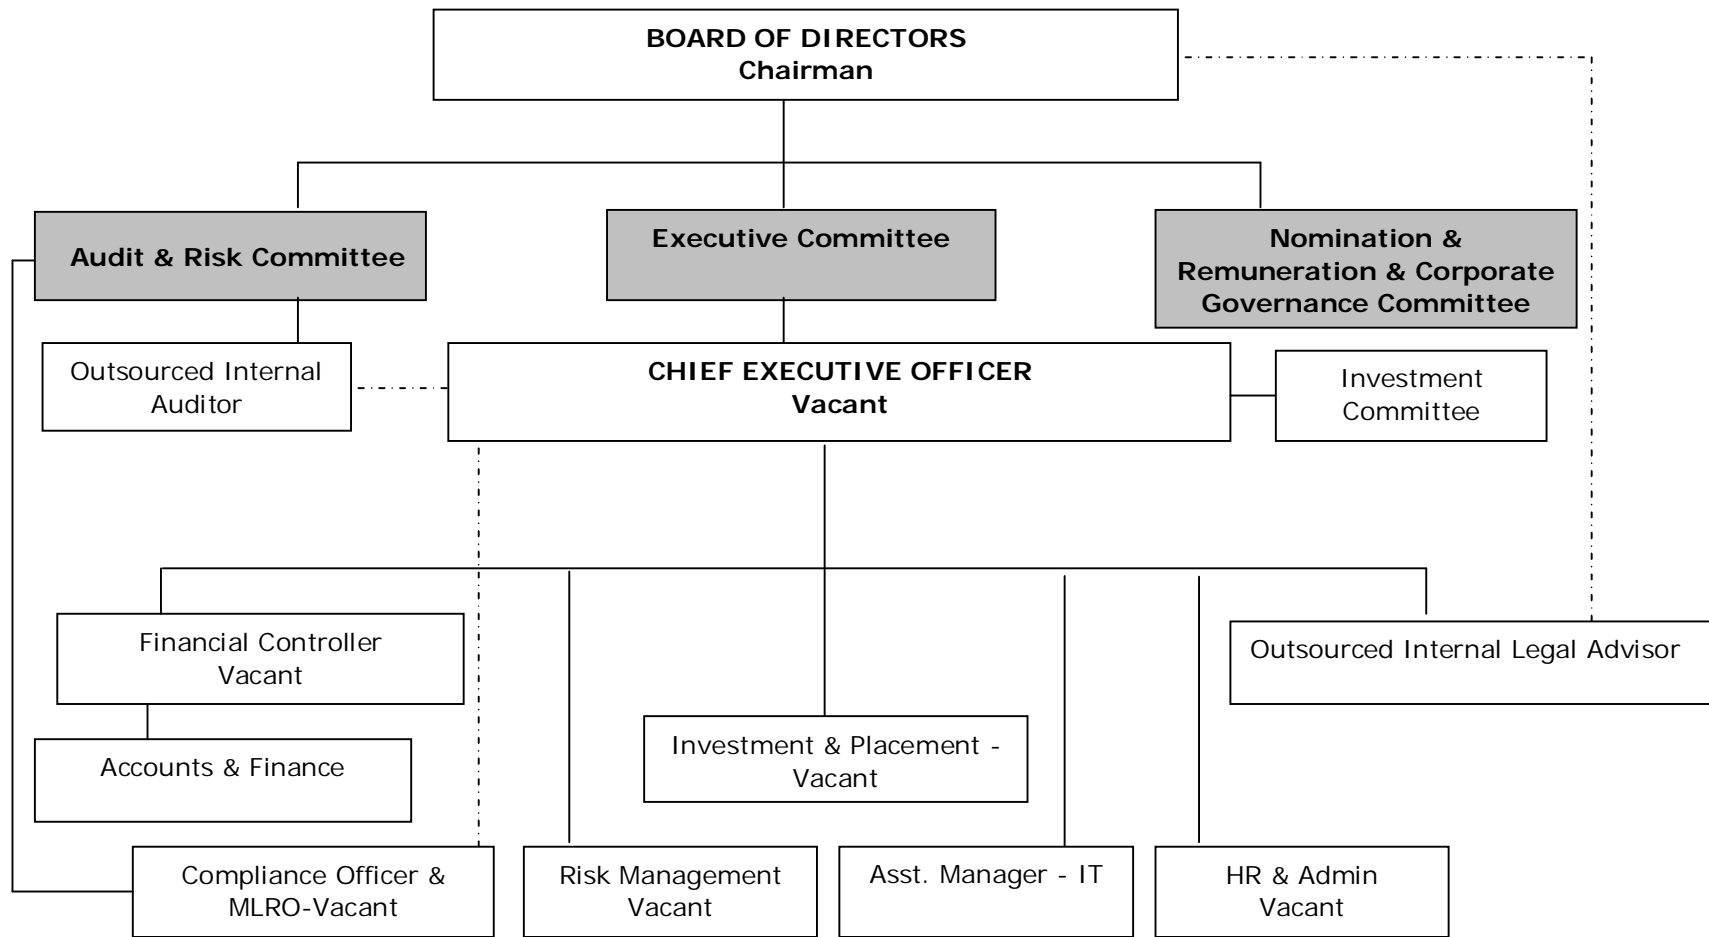 BOARD OF DIRECTORS
Chairman
Audit & Risk Committee
Executive Committee
Nomination &
Remuneration & Corporate
Governance Committee
Outsourced Internal
Auditor
CHIEF EXECUTIVE OFFICER
Vacant
Investment
Committee
Financial Controller
Vacant
Outsourced Internal Legal Advisor
Accounts & Finance
Investment & Placement -
Vacant
Compliance Officer &
MLRO-Vacant
Risk Management
Vacant
Asst. Manager - IT
HR & Admin
Vacant